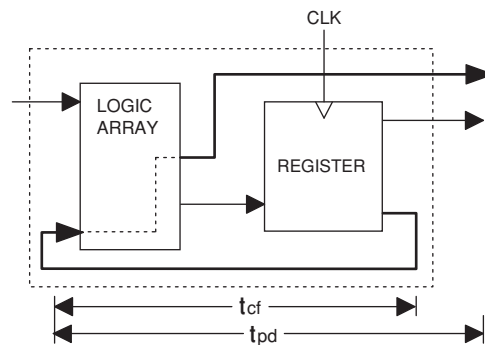 CLK
LOGIC
ARRAY
REGISTER
tcf
tpd